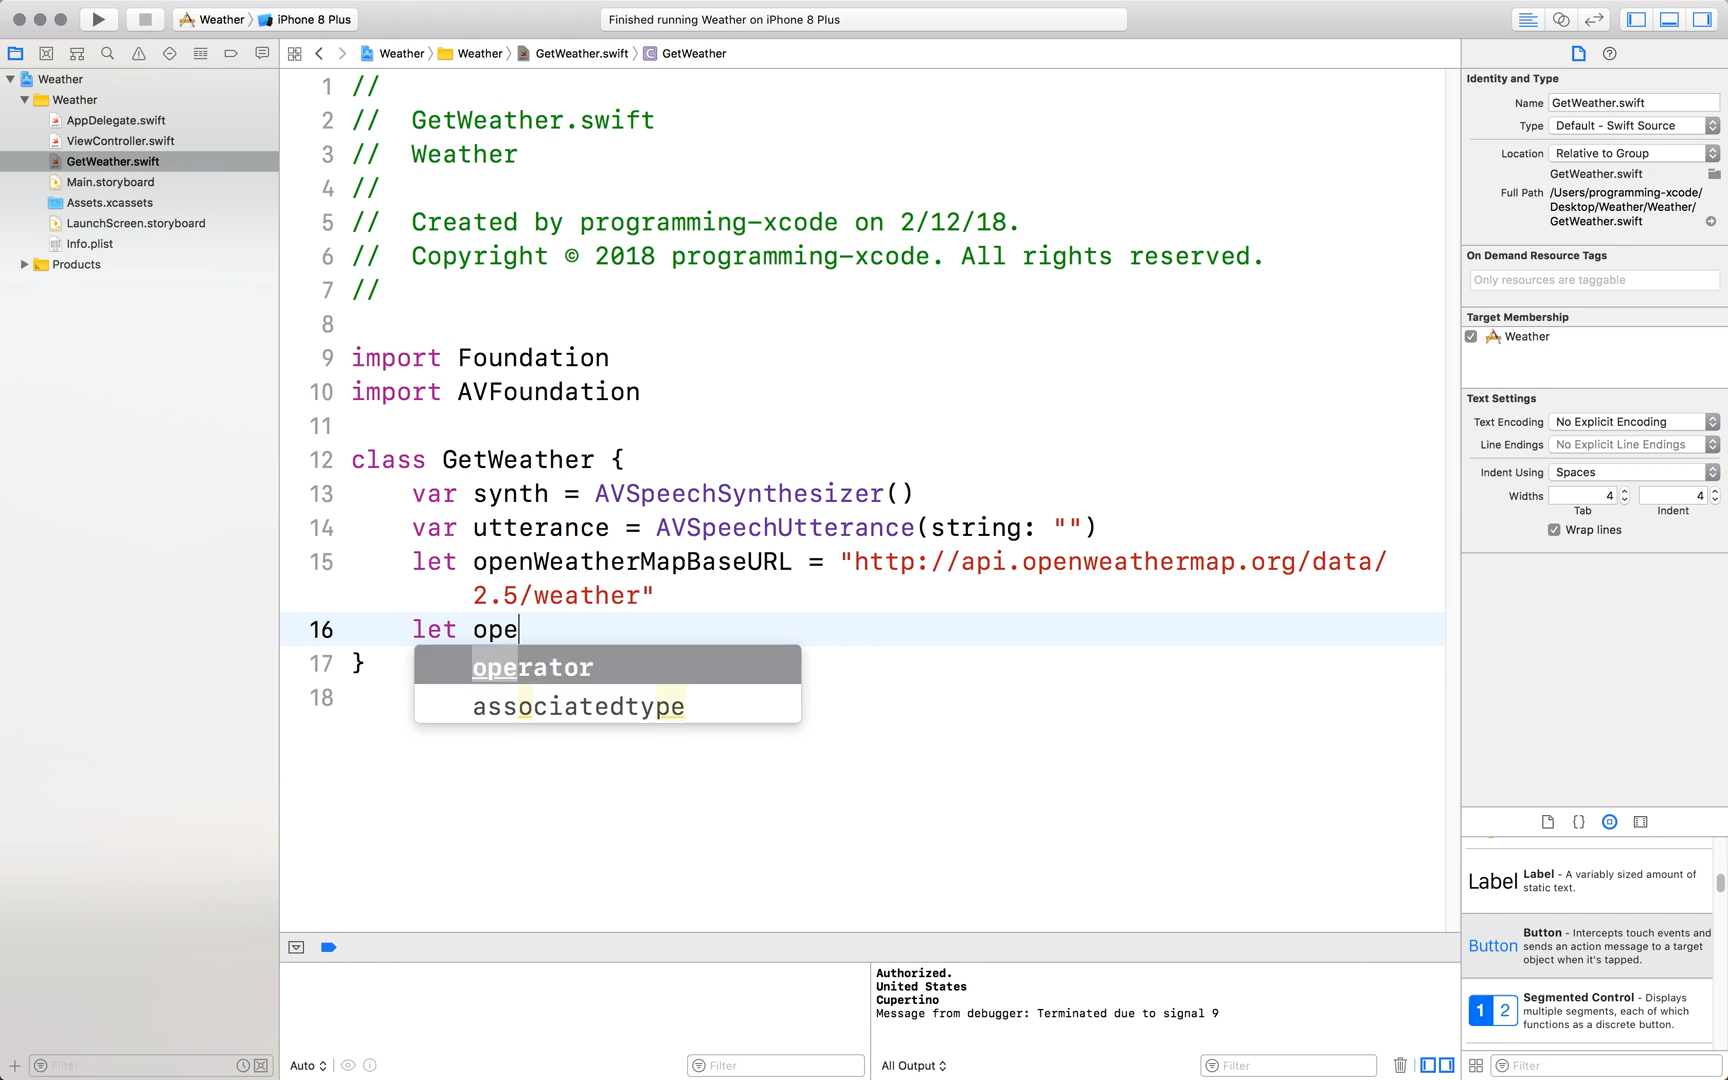 Weather
iPhone 8 Plus
Finished running Weather on iPhone 8 Plus
Weather
Weather
GetWeather.swift
GetWeather
Weather
Weather
AppDelegate.swift
ViewController.swift
GetWeather.swift
Main.storyboard
Assets.xcassets
LaunchScreen.storyboard
Info.plist
Products
1 //
2 //  GetWeather.swift
3 //  Weather
4 //
5 //  Created by programming-xcode on 2/12/18.
6 //  Copyright © 2018 programming-xcode. All rights reserved.
7 //
8
9 import Foundation
10 import AVFoundation
11
12 class GetWeather {
13     var synth = AVSpeechSynthesizer()
14     var utterance = AVSpeechUtterance(string: "")
15     let openWeatherMapBaseURL = "http://api.openweathermap.org/data/
2.5/weather"
16     let ope
operator
associatedtype
17 }
18
Authorized.
United States
Cupertino
Message from debugger: Terminated due to signal 9
Filter
Auto
Filter
All Output
Filter
Identity and Type
Name GetWeather.swift
Type Default - Swift Source
Location Relative to Group
GetWeather.swift
Full Path /Users/programming-xcode/
Desktop/Weather/Weather/
GetWeather.swift
On Demand Resource Tags
Only resources are taggable
Target Membership
Weather
Text Settings
Text Encoding No Explicit Encoding
Line Endings No Explicit Line Endings
Indent Using Spaces
Widths 4 4
Tab Indent
Wrap lines
Label
Label - A variably sized amount of
static text.
Button
Button - Intercepts touch events and
sends an action message to a target
object when it's tapped.
1 2
Segmented Control - Displays
multiple segments, each of which
functions as a discrete button.
Filter